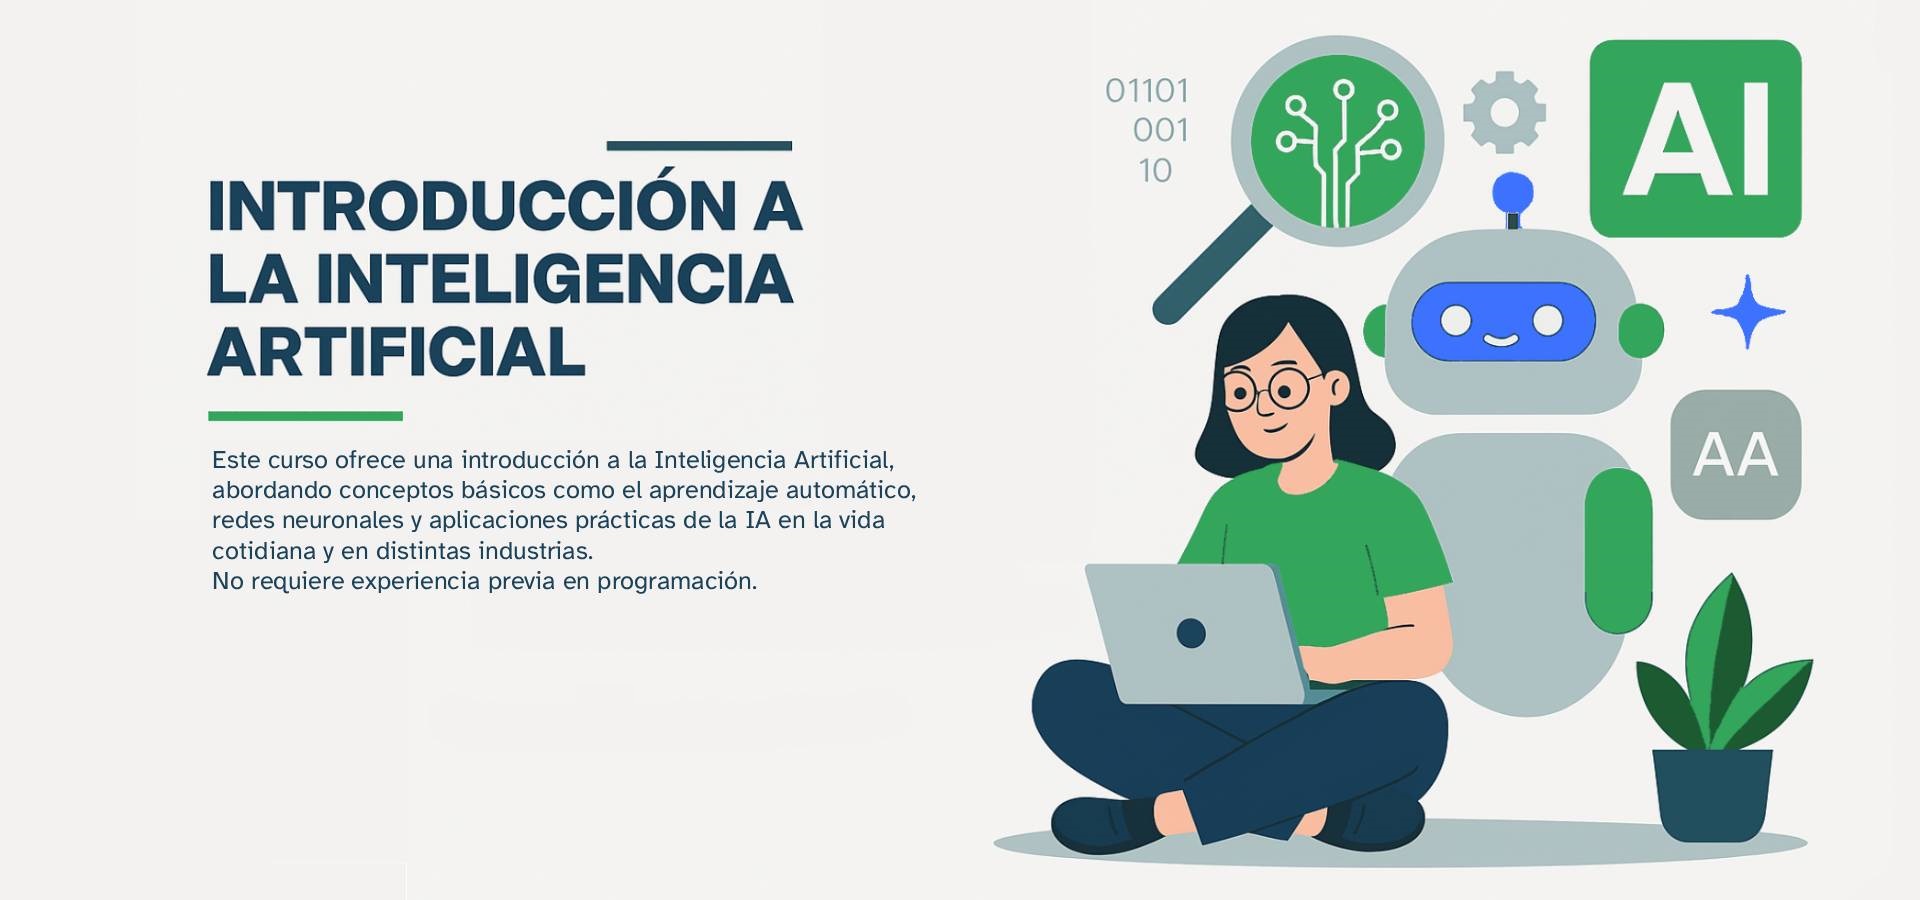 INTRODUCCIÓN A
LA INTELIGENCIA
ARTIFICIAL
Este curso ofrece una introducción a la Inteligencia Artificial,
abordando conceptos básicos como el aprendizaje automático,
redes neuronales y aplicaciones prácticas de la IA en la vida
cotidiana y en distintas industrias.
No requiere experiencia previa en programación.
01101
001
10
AI
AA